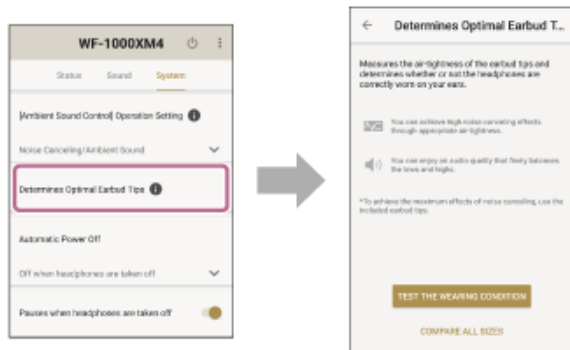 WF-1000XM4
Status Sound System
[Ambient Sound Control] Operation Setting
Noise Canceling/Ambient Sound
Determines Optimal Earbud Tips
Automatic Power Off
Off when headphones are taken off
Pauses when headphones are taken off
Determines Optimal Earbud T...
Measures the air-tightness of the earbud tips and
determines whether or not the headphones are
correctly worn on your ears.
You can achieve high noise canceling effects
through appropriate air-tightness.
You can enjoy an audio quality that finely balances
the lows and highs.
*To achieve the maximum effects of noise canceling, use the
included earbud tips.
TEST THE WEARING CONDITION
COMPARE ALL SIZES